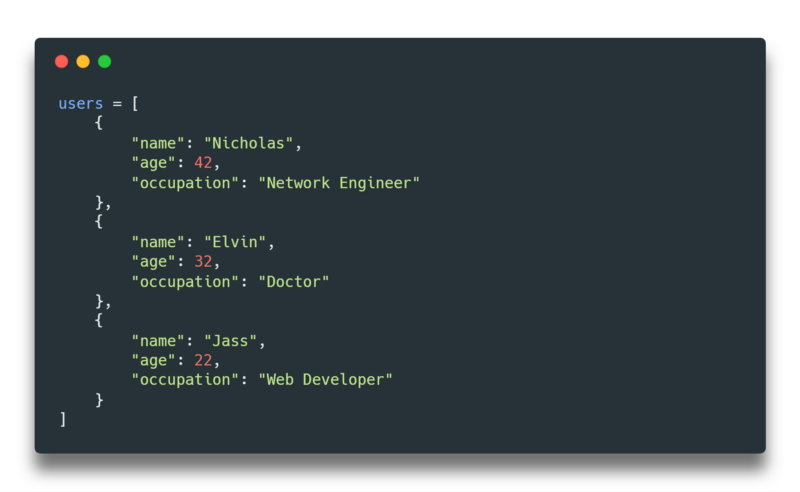 users = [
    {
        "name": "Nicholas",
        "age": 42,
        "occupation": "Network Engineer"
    },
    {
        "name": "Elvin",
        "age": 32,
        "occupation": "Doctor"
    },
    {
        "name": "Jass",
        "age": 22,
        "occupation": "Web Developer"
    }
]